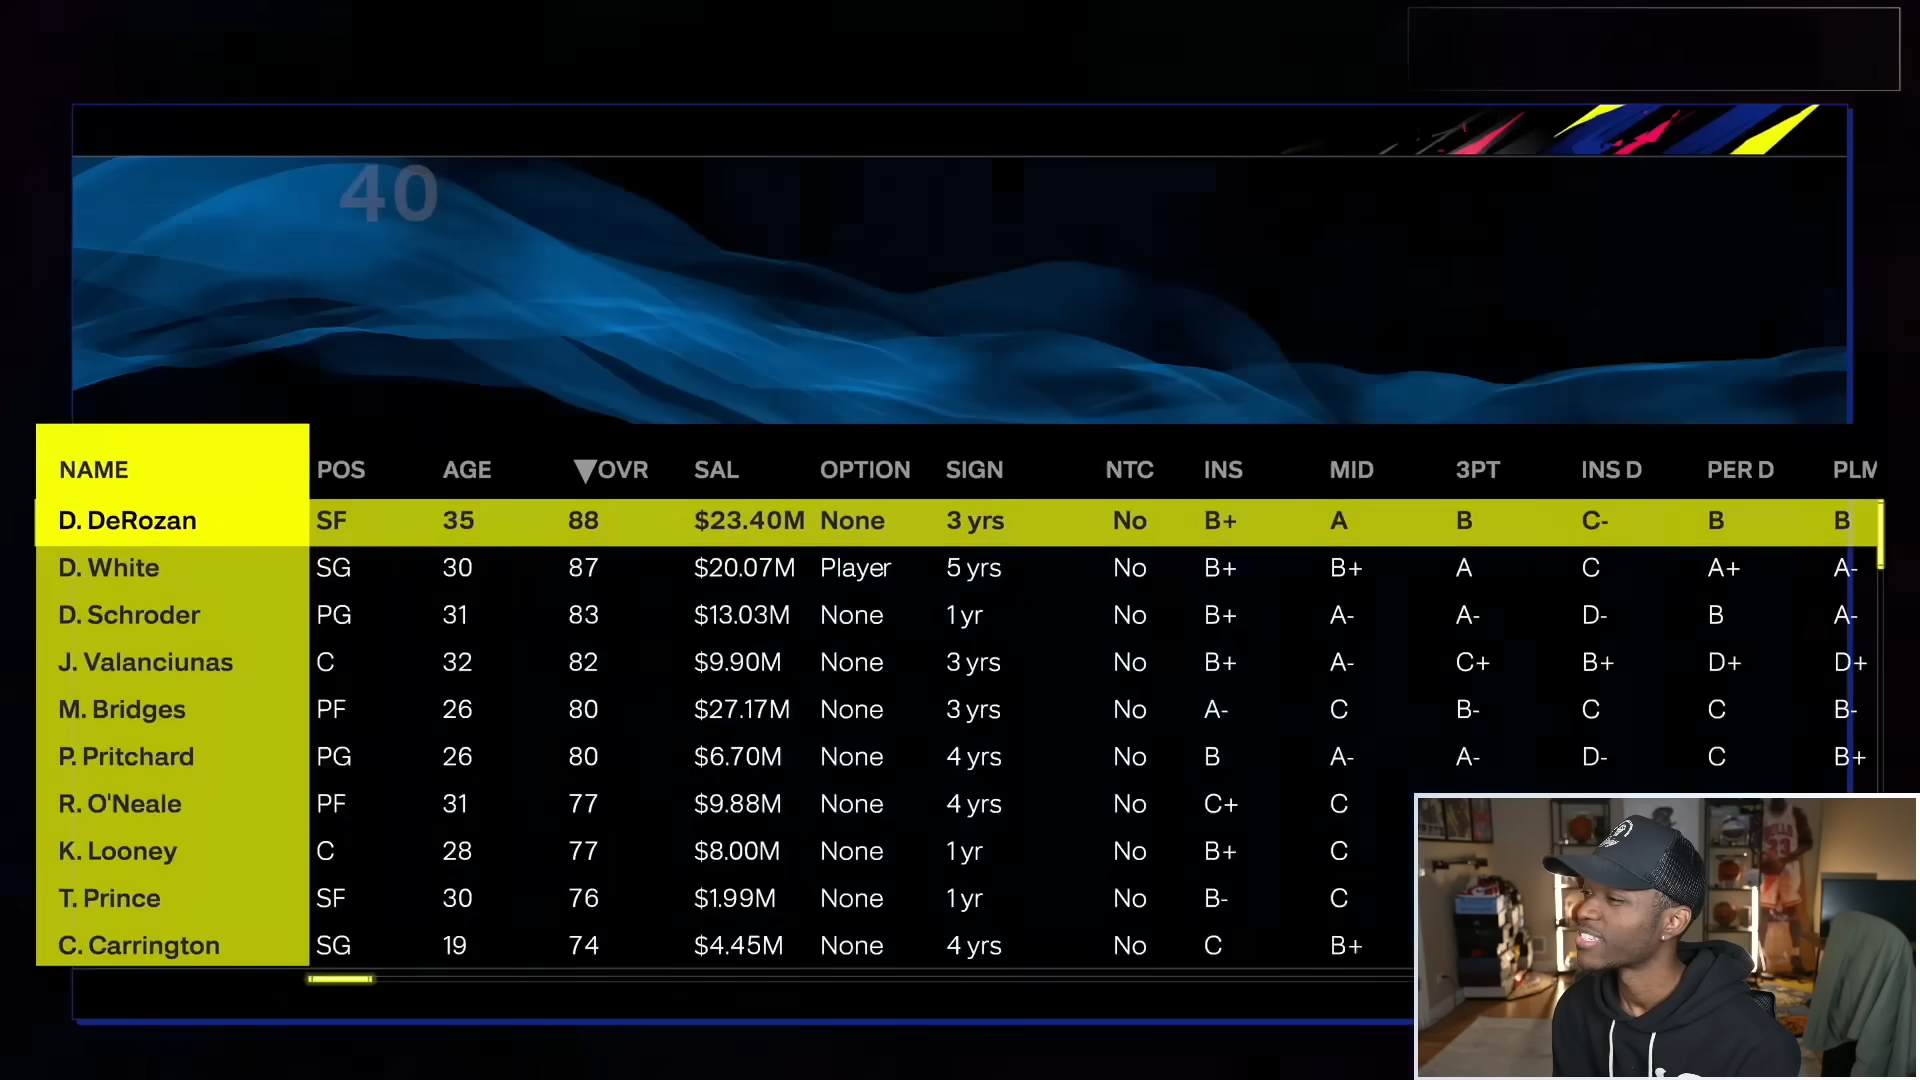 40
NAME POS AGE ▼OVR SAL OPTION SIGN NTC INS MID 3PT INS D PER D PLM
D. DeRozan SF 35 88 $23.40M None 3 yrs No B+ A B C- B B
D. White SG 30 87 $20.07M Player 5 yrs No B+ B+ A C A+ A-
D. Schroder PG 31 83 $13.03M None 1 yr No B+ A- A- D- B A-
J. Valanciunas C 32 82 $9.90M None 3 yrs No B+ A- C+ B+ D+ D+
M. Bridges PF 26 80 $27.17M None 3 yrs No A- C B- C C B-
P. Pritchard PG 26 80 $6.70M None 4 yrs No B A- A- D- C B+
R. O'Neale PF 31 77 $9.88M None 4 yrs No C+ C
K. Looney C 28 77 $8.00M None 1 yr No B+ C
T. Prince SF 30 76 $1.99M None 1 yr No B- C
C. Carrington SG 19 74 $4.45M None 4 yrs No C B+